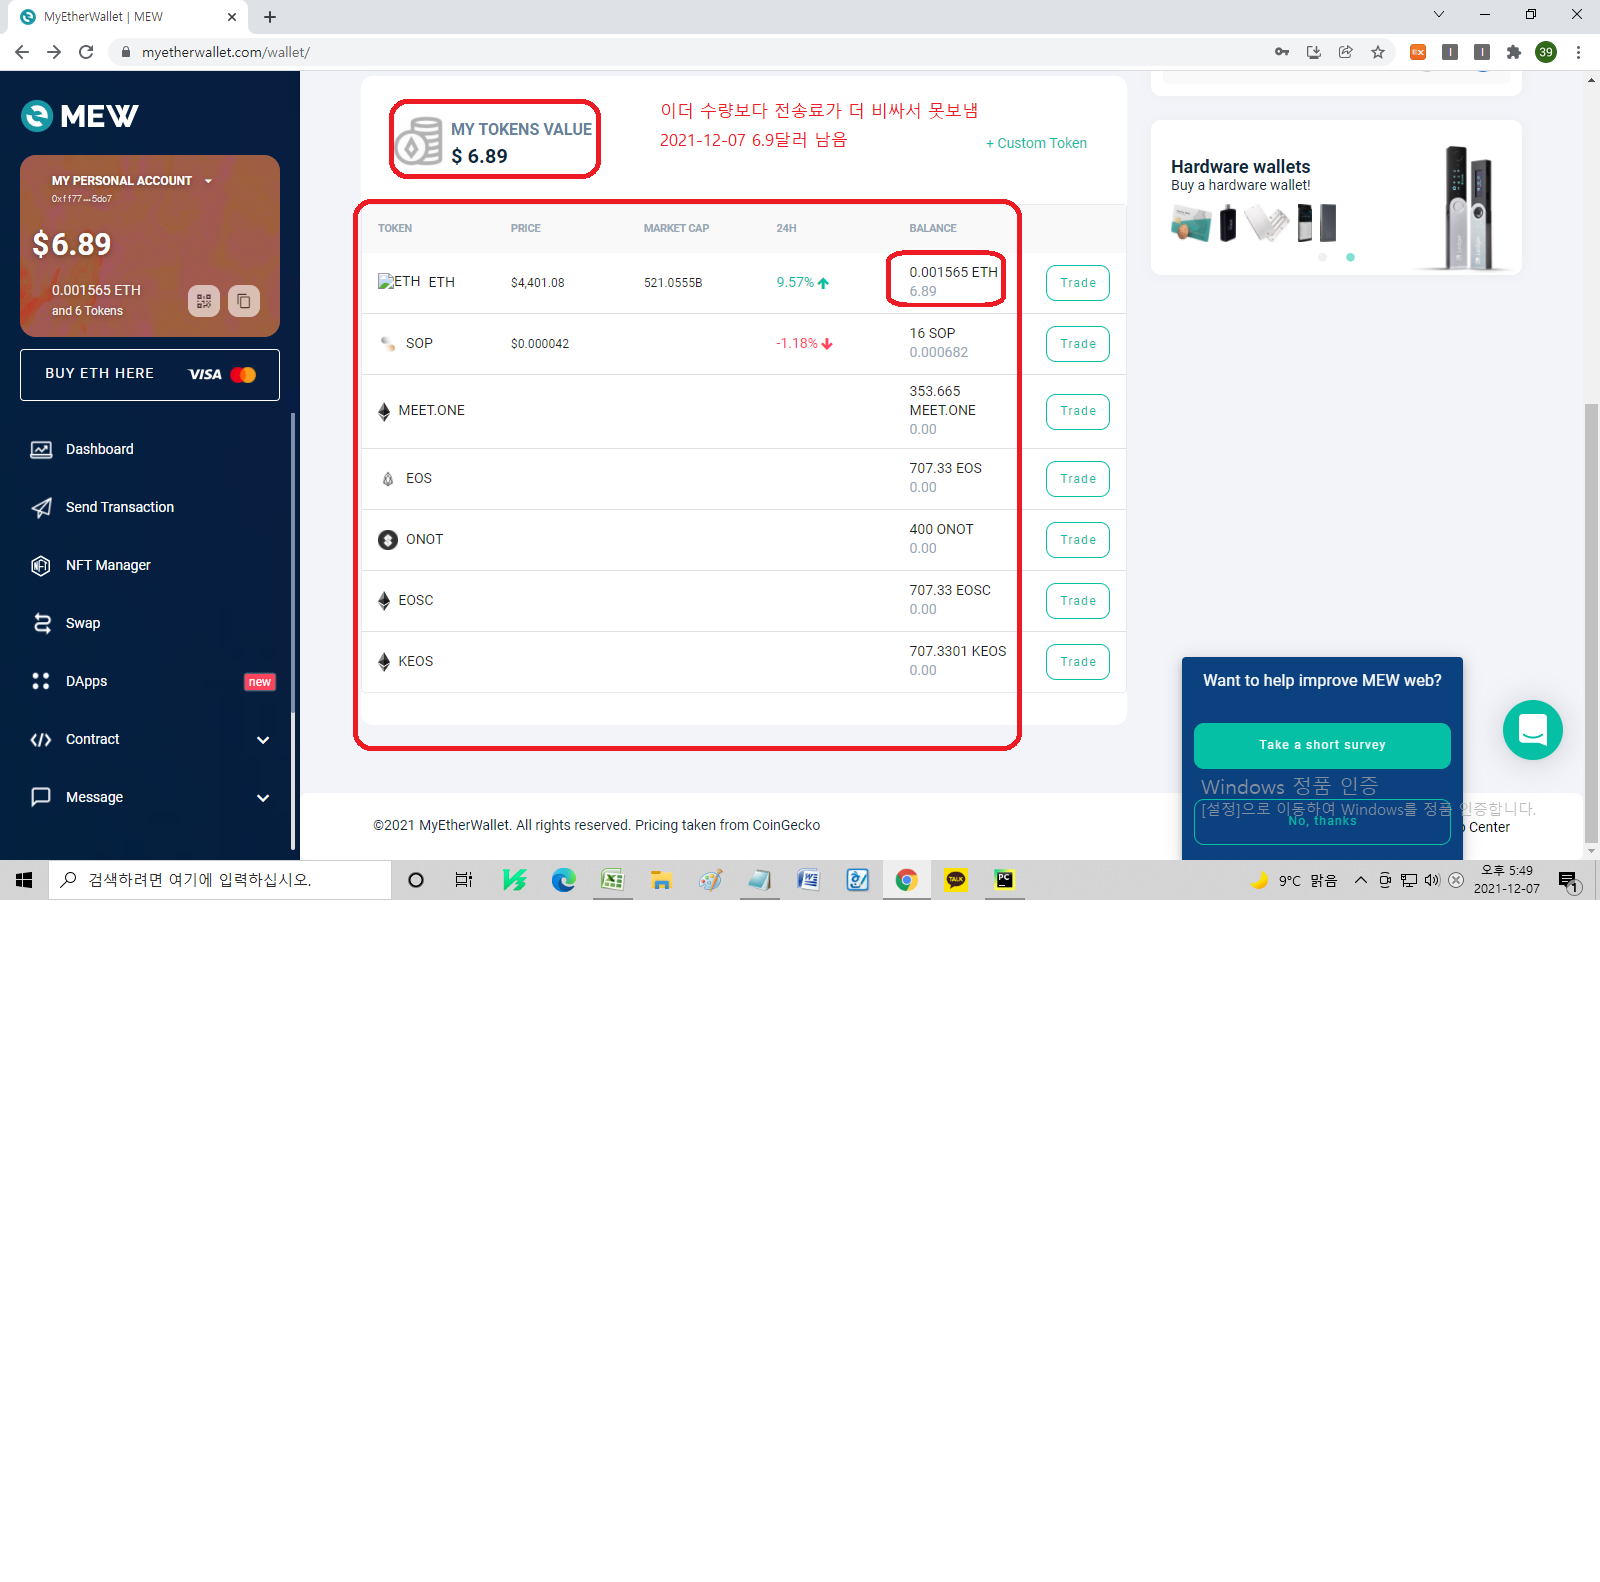 MyEtherWallet | MEW
myetherwallet.com/wallet/
39
MEW
MY PERSONAL ACCOUNT
$6.89
0.001565 ETH
and 6 Tokens
BUY ETH HERE VISA
Dashboard
Send Transaction
NFT Manager
Swap
DApps new
Contract
Message
MY TOKENS VALUE
$ 6.89
이더 수량보다 전송료가 더 비싸서 못보냄
2021-12-07 6.9달러 남음
+ Custom Token
TOKEN PRICE MARKET CAP 24H BALANCE
ETH ETH $4,401.08 521.0555B 9.57% 0.001565 ETH
6.89
Trade
SOP $0.000042 -1.18% 16 SOP
0.000682
Trade
MEET.ONE 353.665
MEET.ONE
0.00
Trade
EOS 707.33 EOS
0.00
Trade
ONOT 400 ONOT
0.00
Trade
EOSC 707.33 EOSC
0.00
Trade
KEOS 707.3301 KEOS
0.00
Trade
Hardware wallets
Buy a hardware wallet!
Want to help improve MEW web?
Take a short survey
Windows 정품 인증
[설정]으로 이동하여 Windows를 정품 인증합니다.
No, thanks
Center
©2021 MyEtherWallet. All rights reserved. Pricing taken from CoinGecko
검색하려면 여기에 입력하십시오.
TALK
PC
9°C 맑음
오후 5:49
2021-12-07
1